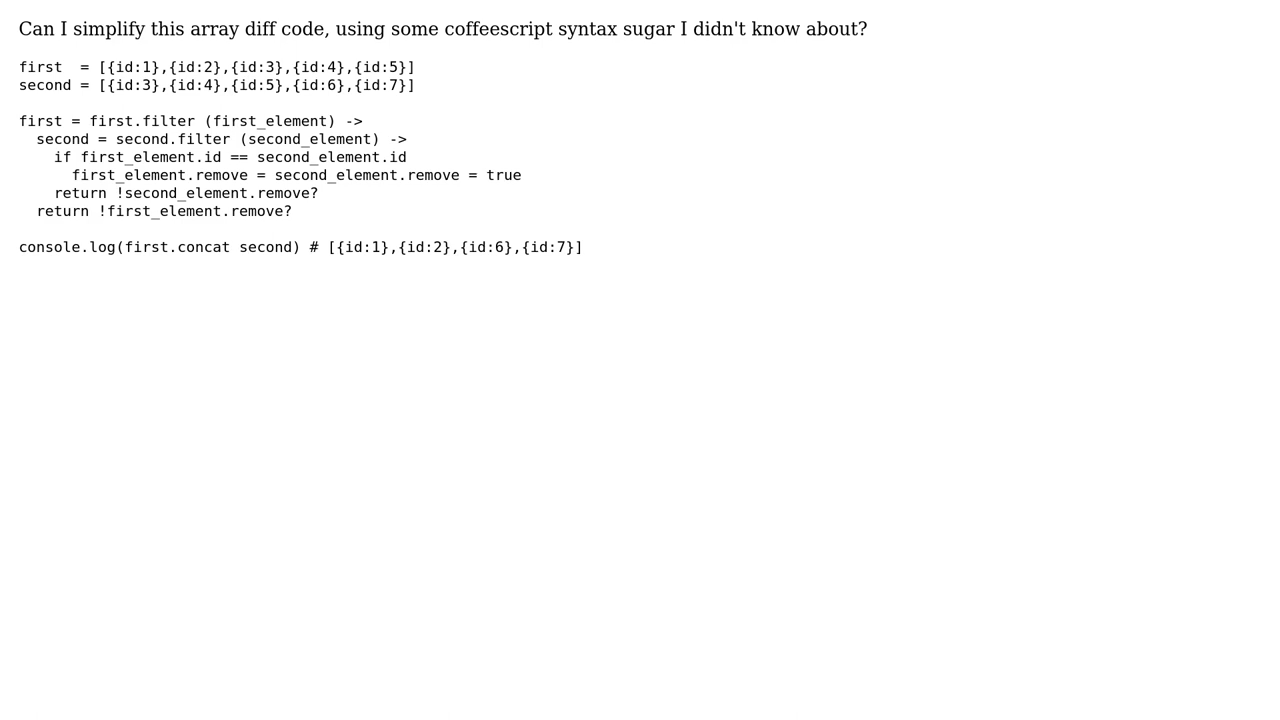 Can I simplify this array diff code, using some coffeescript syntax sugar I didn't know about?
first  = [{id:1},{id:2},{id:3},{id:4},{id:5}]
second = [{id:3},{id:4},{id:5},{id:6},{id:7}]

first = first.filter (first_element) ->
  second = second.filter (second_element) ->
    if first_element.id == second_element.id
      first_element.remove = second_element.remove = true
    return !second_element.remove?
  return !first_element.remove?

console.log(first.concat second) # [{id:1},{id:2},{id:6},{id:7}]